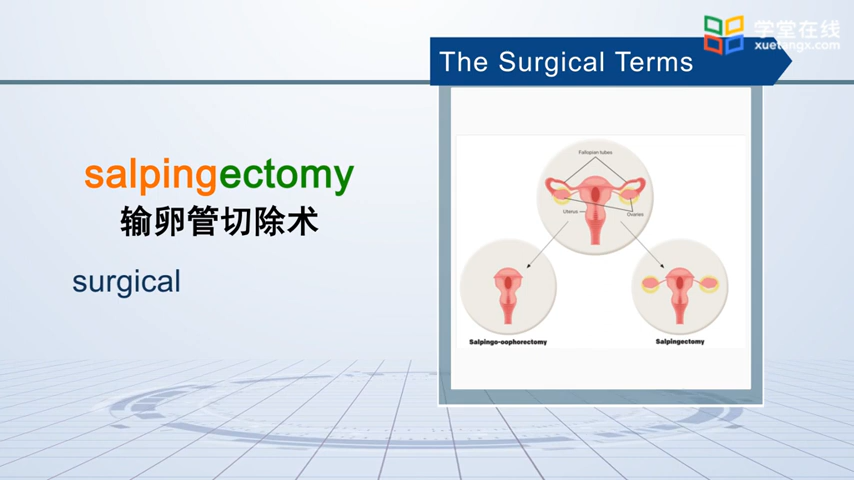 学堂在线
xuetangx.com
The Surgical Terms
salpingectomy
输卵管切除术
surgical
Fallopian tubes
Uterus
Ovaries
Salpingo-oophorectomy
Salpingectomy